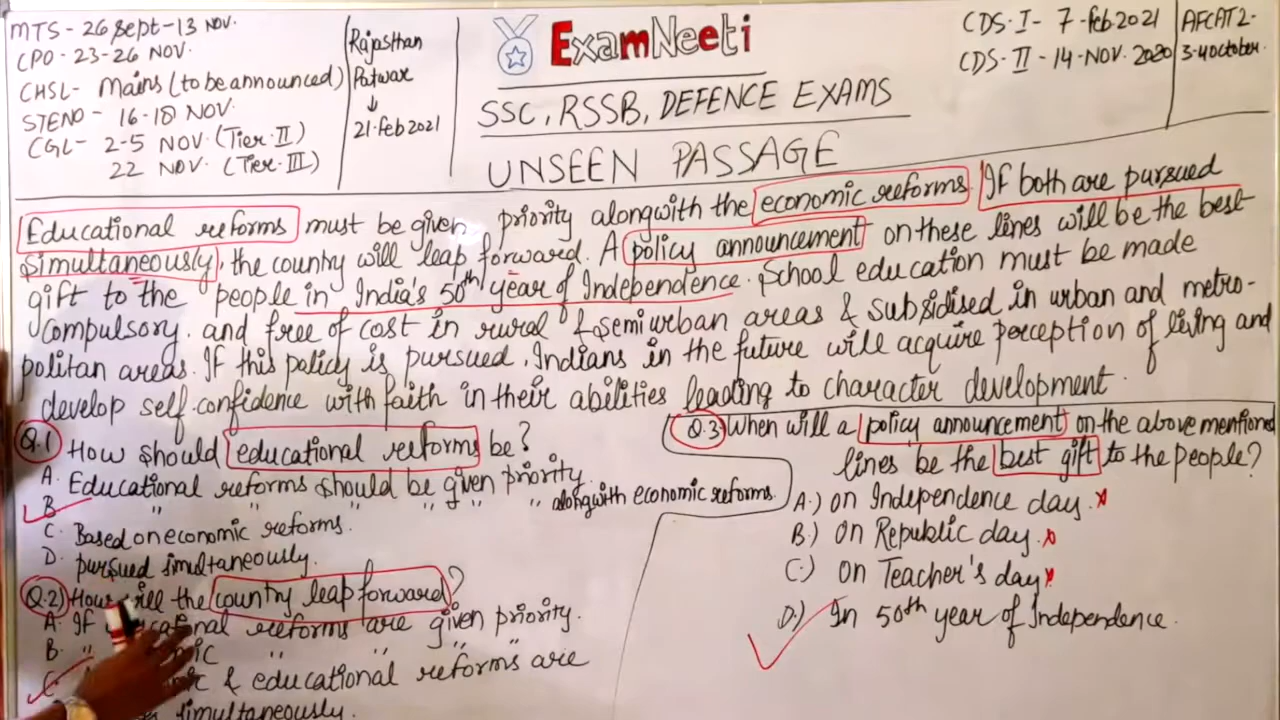 MTS - 26 Sept - 13 NOV.
CPO - 23-26 NOV.
CHSL - Mains (to be announced)
STENO - 16-18 NOV.
CGL - 2-5 NOV. (Tier-II)
22 NOV. (Tier-III)
Rajasthan
Patwar
↓
21 Feb 2021
ExamNeeti
SSC, RSSB, DEFENCE EXAMS
UNSEEN PASSAGE
CDS-I - 7-Feb 2021
CDS-II - 14-NOV. 2020
AFCAT 2-
3-4 October.
Educational reforms must be given priority alongwith the economic reforms. If both are pursued
simultaneously, the country will leap forward. A policy announcement on these lines will be the best
gift to the people in India's 50th year of Independence. School education must be made
compulsory. and free of cost in rural & semi urban areas & subsidised in urban and metro-
politan areas. If this policy is pursued, Indians in the future will acquire perception of living and
develop self-confidence with faith in their abilities leading to character development.
Q.1 How should educational reforms be?
A. Educational reforms should be given priority.
B. " " " " " " alongwith economic reforms.
C. Based on economic reforms.
D. pursued simultaneously.
Q.2) How will the country leap forward?
A. If reforms are given priority.
B. " " " "
C. & educational reforms are
simultaneously.
Q.3 When will a policy announcement on the above mentioned
lines be the best gift to the people?
A.) on Independence day.
B.) on Republic day.
C.) on Teacher's day.
D.) In 50th year of Independence.